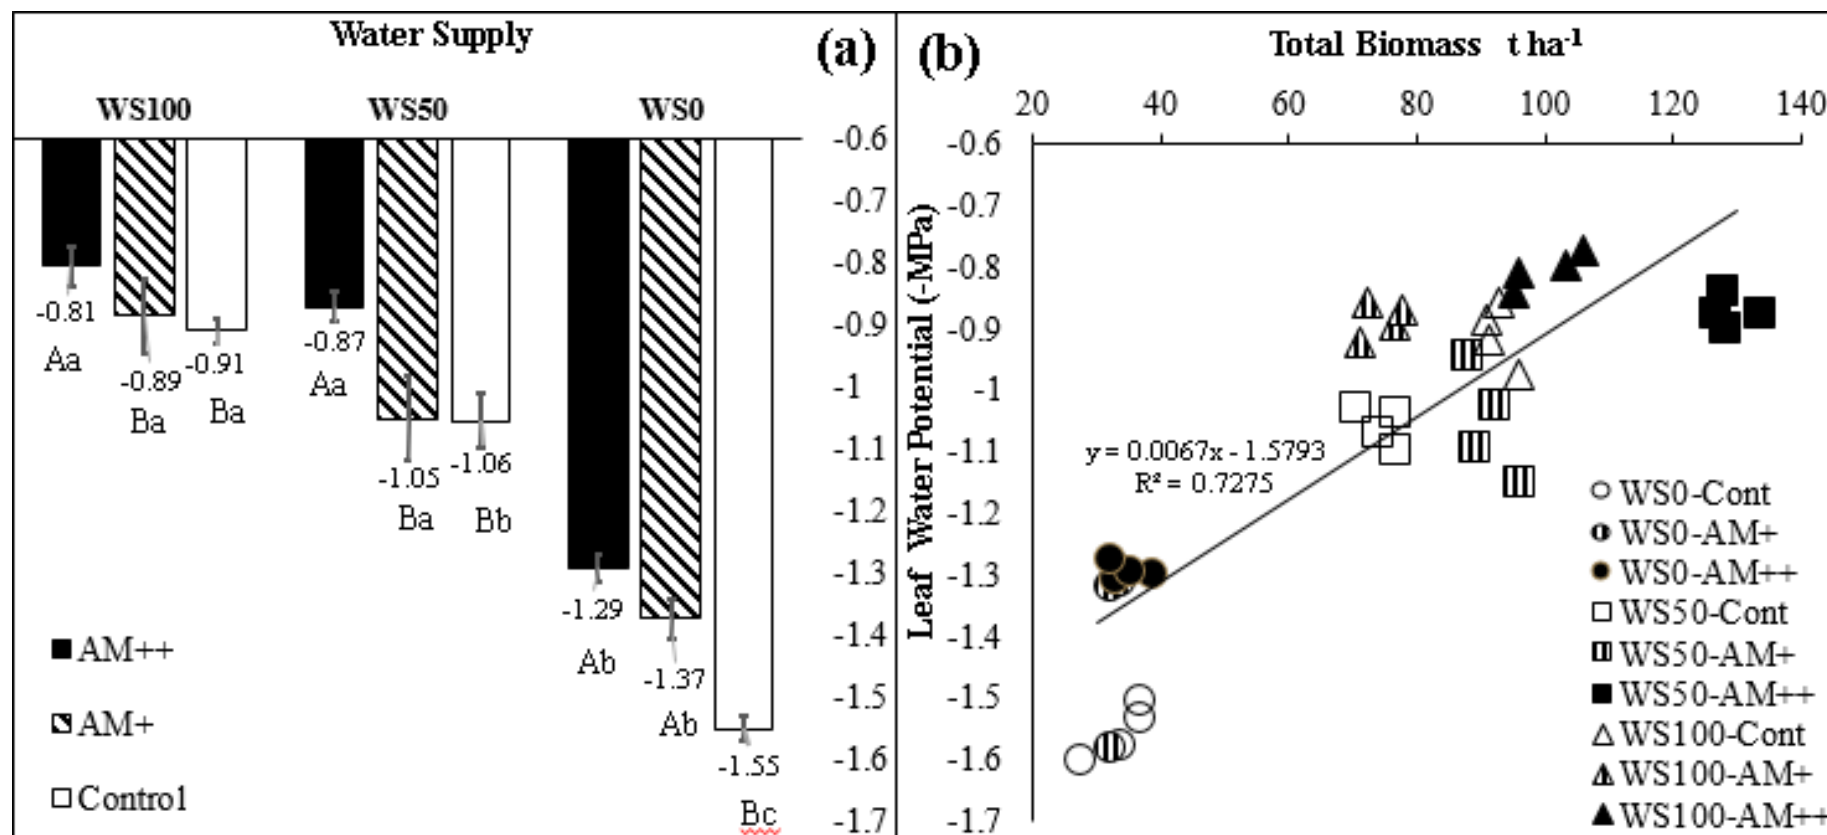 Water Supply
(a)
WS100
WS50
WS0
-0.6
-0.7
-0.8
-0.9
-1
-1.1
-1.2
-1.3
-1.4
-1.5
-1.6
-1.7
-0.81
Aa
-0.89
Ba
-0.91
Ba
-0.87
Aa
-1.05
Ba
-1.06
Bb
-1.29
Ab
-1.37
Ab
-1.55
Bc
AM++
AM+
Control
(b)
Total Biomass t ha-1
20 40 60 80 100 120 140
Leaf Water Potential (-MPa)
-0.6
-0.7
-0.8
-0.9
-1
-1.1
-1.2
-1.3
-1.4
-1.5
-1.6
-1.7
y = 0.0067x - 1.5793
R² = 0.7275
WS0-Cont
WS0-AM+
WS0-AM++
WS50-Cont
WS50-AM+
WS50-AM++
WS100-Cont
WS100-AM+
WS100-AM++